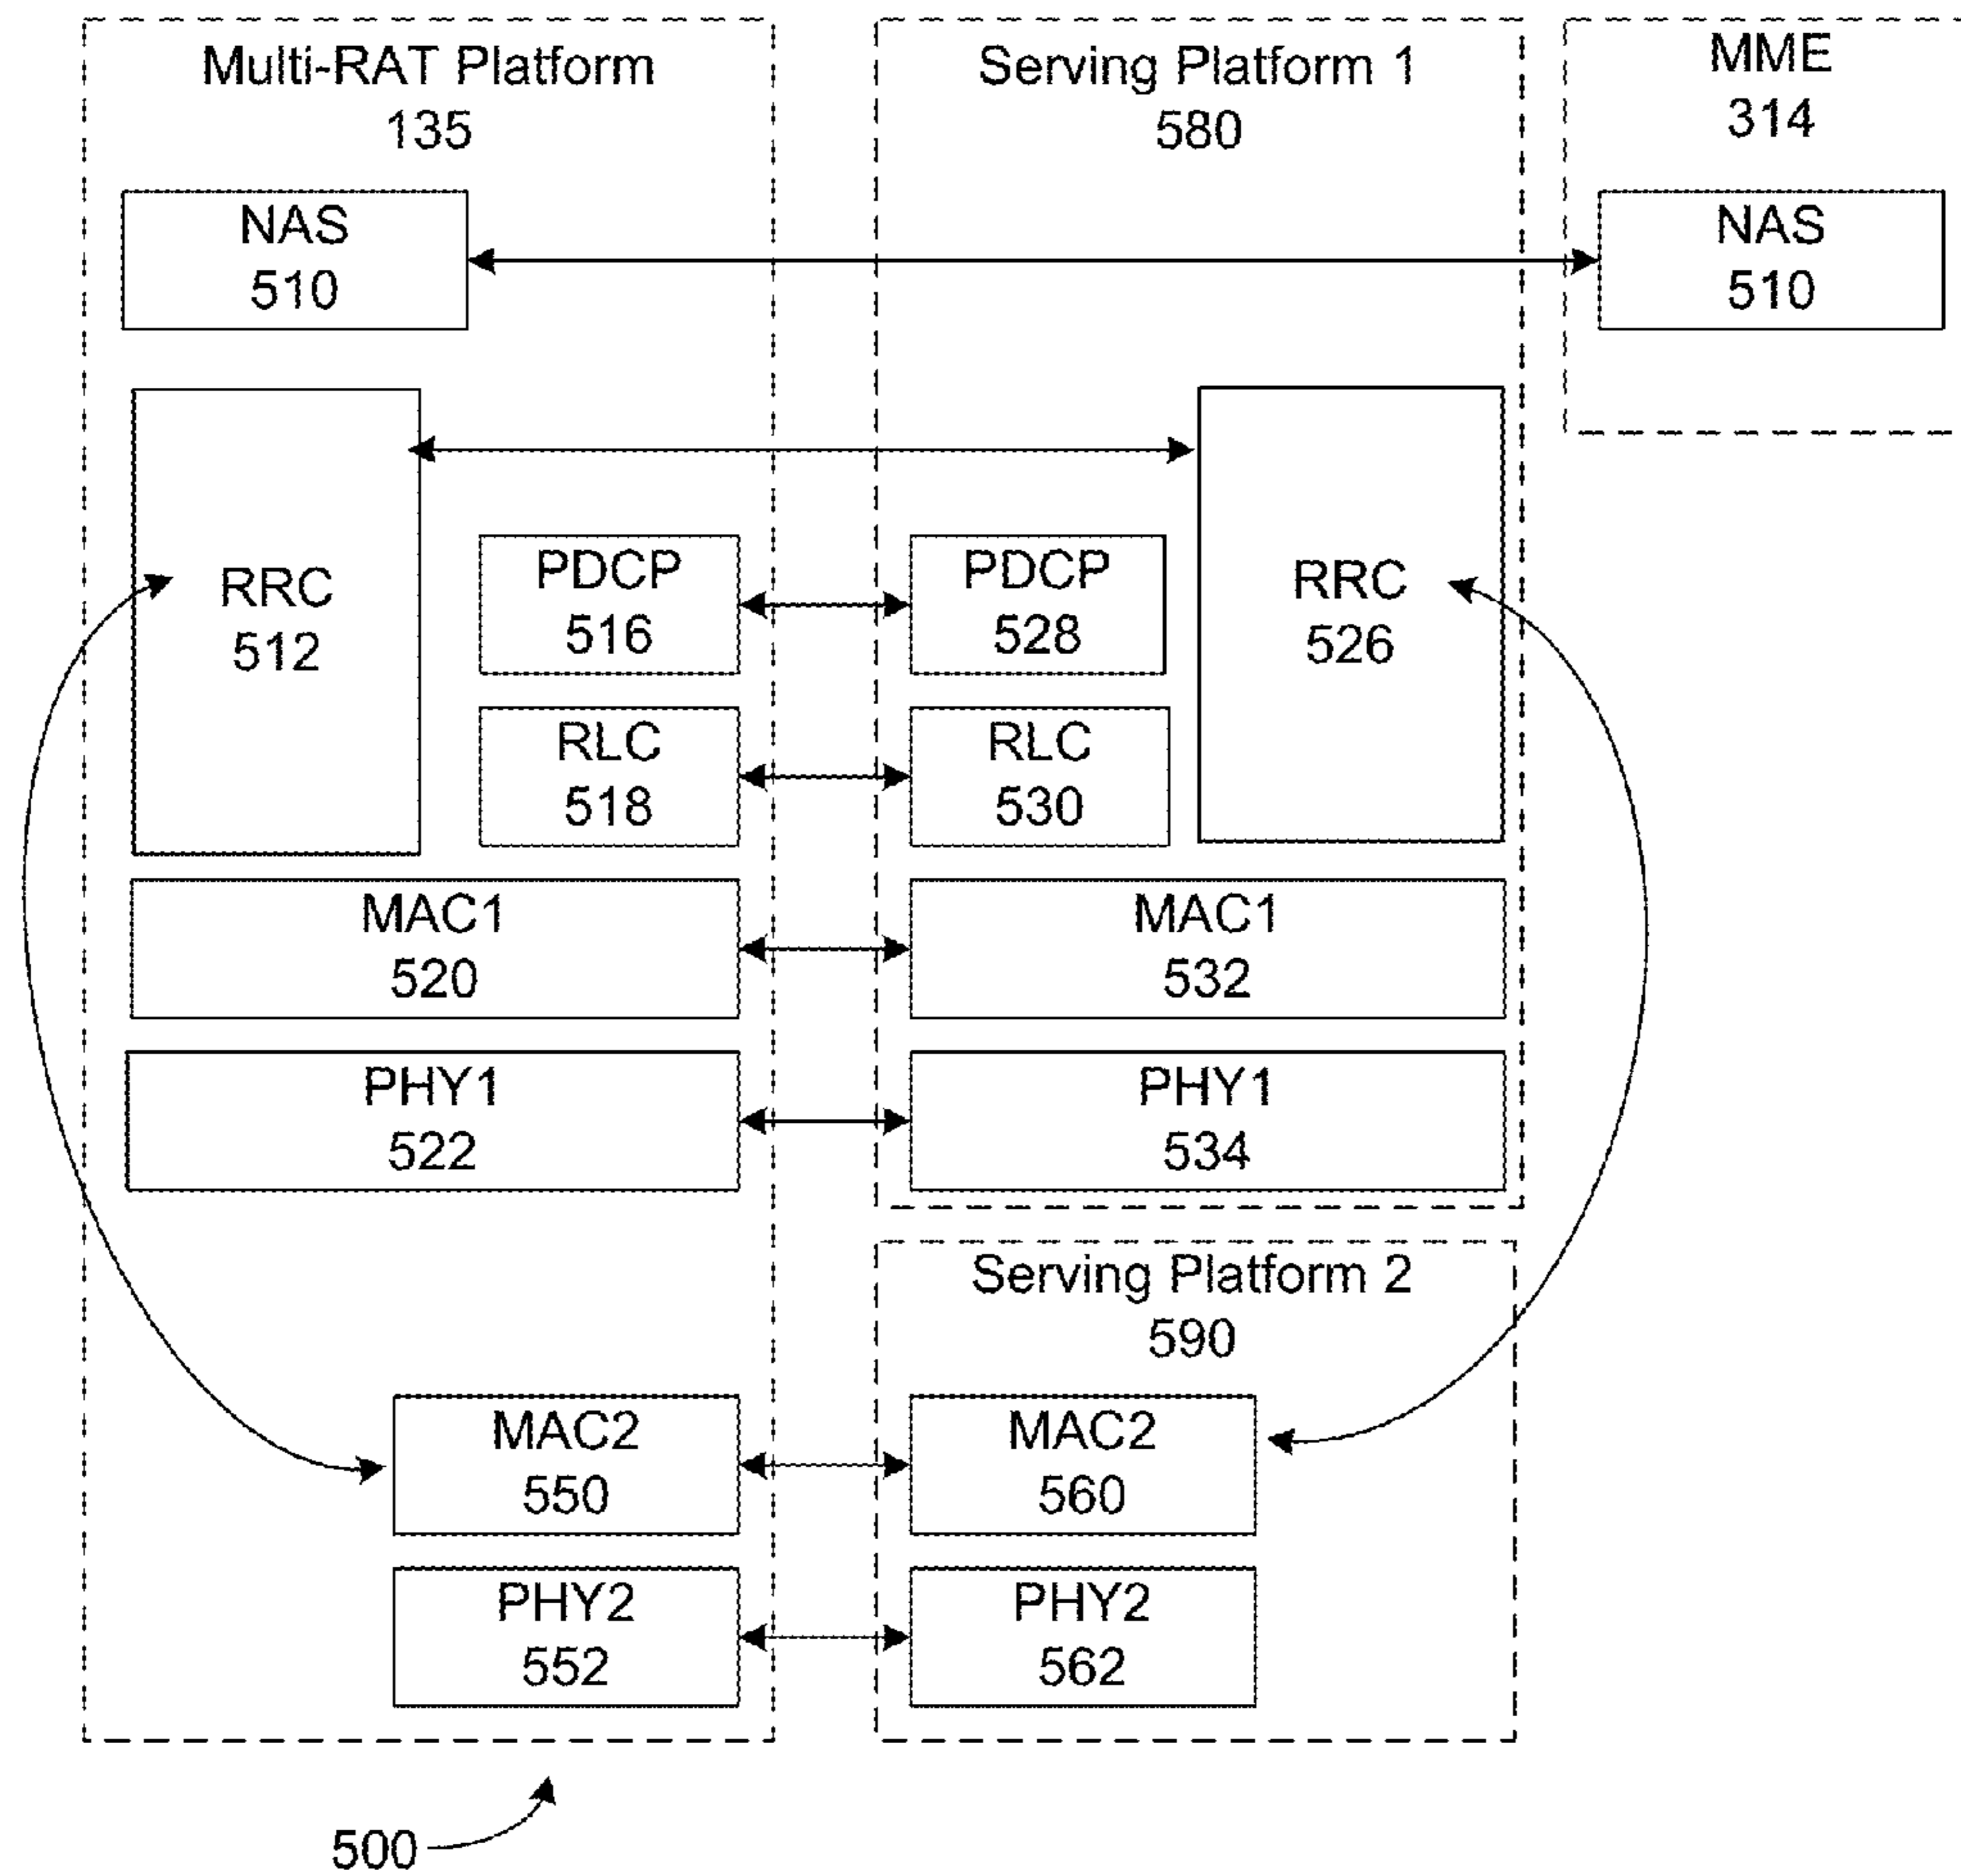 Multi-RAT Platform
135
Serving Platform 1
580
MME
314
NAS
510
NAS
510
RRC
512
PDCP
516
PDCP
528
RRC
526
RLC
518
RLC
530
MAC1
520
MAC1
532
PHY1
522
PHY1
534
Serving Platform 2
590
MAC2
550
MAC2
560
PHY2
552
PHY2
562
500